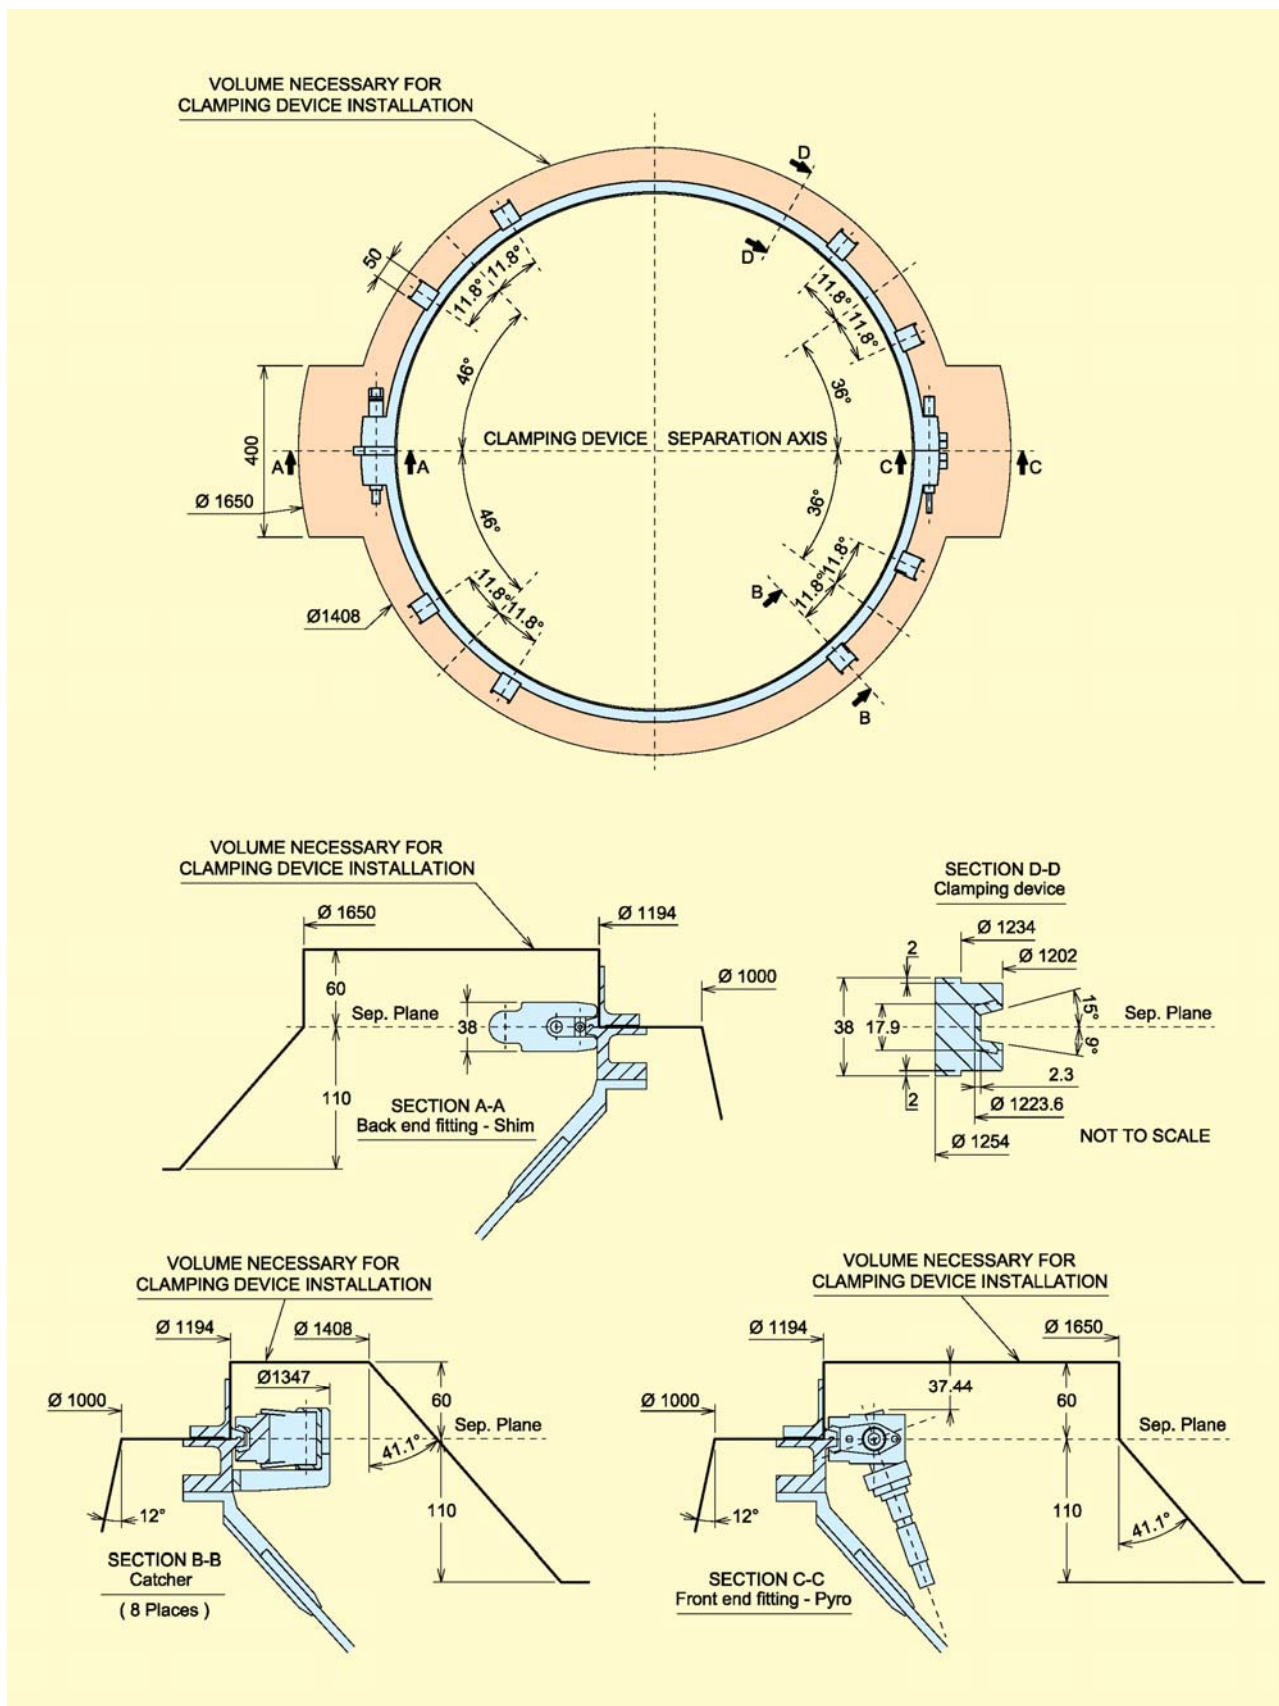 VOLUME NECESSARY FOR
CLAMPING DEVICE INSTALLATION
D
D
50
11.8°
11.8°
11.8°
11.8°
46°
36°
400
CLAMPING DEVICE SEPARATION AXIS
A
A
C
C
Ø 1650
46°
36°
11.8°
11.8°
11.8°
11.8°
B
B
Ø1408
VOLUME NECESSARY FOR
CLAMPING DEVICE INSTALLATION
Ø 1650
Ø 1194
Ø 1000
60
Sep. Plane
38
110
SECTION A-A
Back end fitting - Shim
SECTION D-D
Clamping device
Ø 1234
2
Ø 1202
15°
Sep. Plane
38
17.9
9°
2.3
2
Ø 1223.6
Ø 1254
NOT TO SCALE
VOLUME NECESSARY FOR
CLAMPING DEVICE INSTALLATION
Ø 1194
Ø 1408
Ø1347
Ø 1000
60
Sep. Plane
41.1°
110
12°
SECTION B-B
Catcher
( 8 Places )
VOLUME NECESSARY FOR
CLAMPING DEVICE INSTALLATION
Ø 1194
Ø 1650
37.44
Ø 1000
60
Sep. Plane
110
12°
41.1°
SECTION C-C
Front end fitting - Pyro